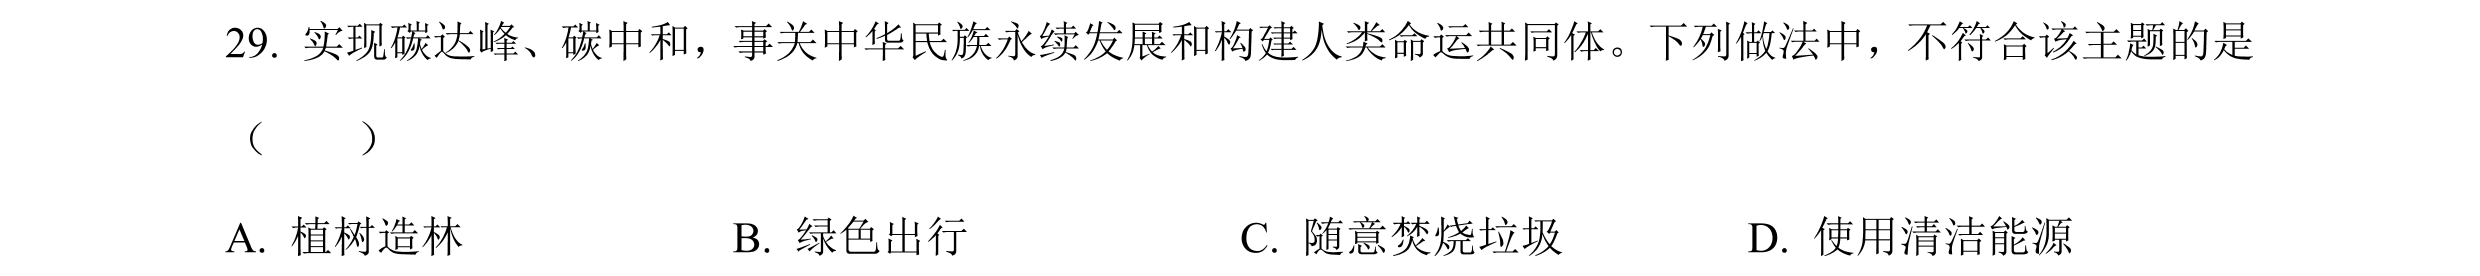 29. 实现碳达峰、碳中和，事关中华民族永续发展和构建人类命运共同体。下列做法中，不符合该主题的是
（　　）
A. 植树造林 B. 绿色出行 C. 随意焚烧垃圾 D. 使用清洁能源